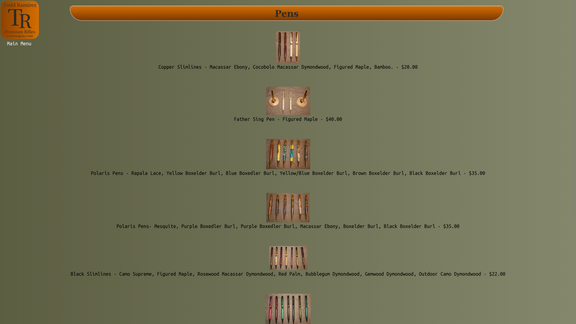 TR
Main Menu
Pens
Copper Slimlines - Macassar Ebony, Cocobolo Macassar Dymondwood, Figured Maple, Bamboo. - $20.00
Father Sing Pen - Figured Maple - $40.00
Polaris Pens - Rapala Lace, Yellow Boxelder Burl, Blue Boxedler Burl, Yellow/Blue Boxelder Burl, Brown Boxelder Burl, Black Boxelder Burl - $35.00
Polaris Pens- Mesquite, Purple Boxedler Burl, Purple Boxedler Burl, Macassar Ebony, Boxelder Burl, Black Boxelder Burl - $35.00
Black Slimlines - Camo Supreme, Figured Maple, Rosewood Macassar Dymondwood, Red Palm, Bubblegum Dymondwood, Gemwood Dymondwood, Outdoor Camo Dymondwood - $22.00